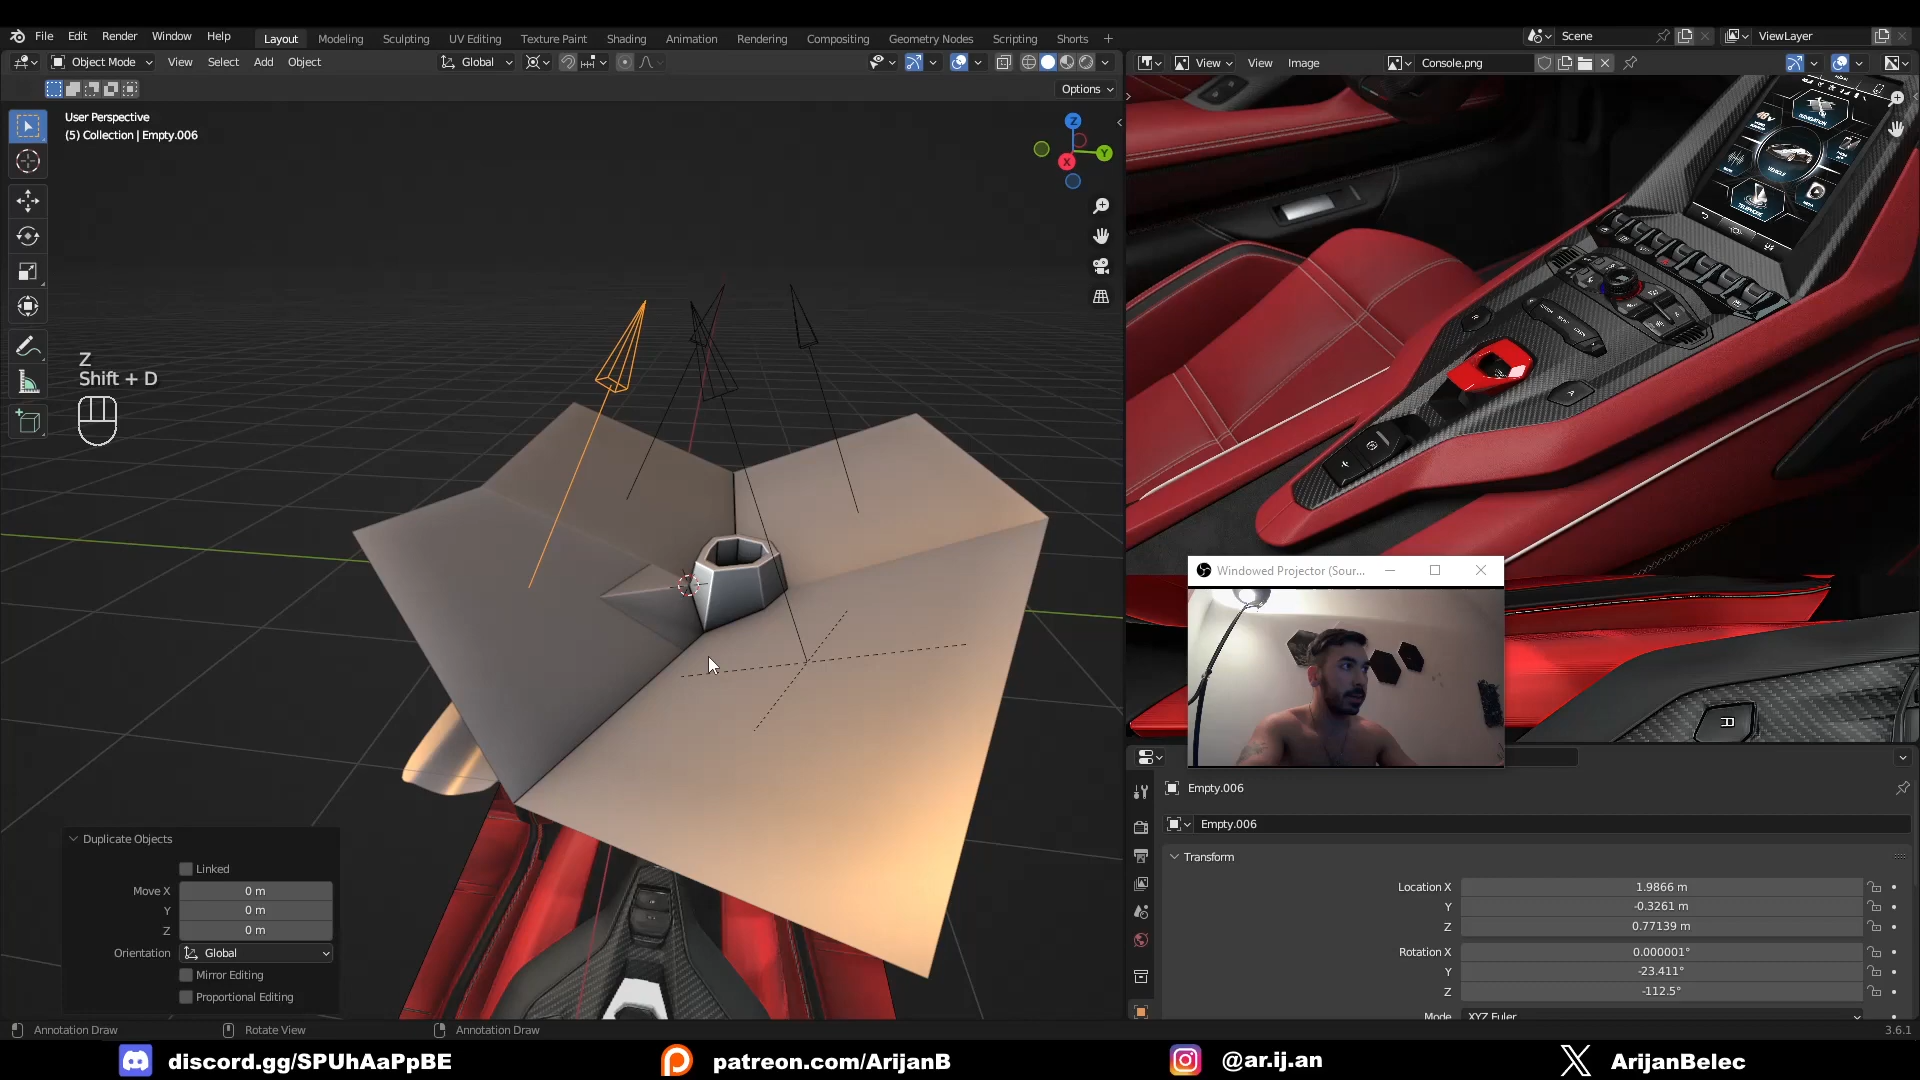 File Edit Render Window Help Layout Modeling Sculpting UV Editing Texture Paint Shading Animation Rendering Compositing Geometry Nodes Scripting Shorts + Scene ViewLayer
Object Mode View Select Add Object Global View View Image Console.png
Options
User Perspective
(5) Collection | Empty.006
Z
Y
X
NAVIGATION
VEHICLE
TELEPHONE
Z
Shift + D
R
A
Windowed Projector (Sour...
R
Empty.006
Empty.006
Transform
Location X 1.9866 m
Y -0.3261 m
Z 0.77139 m
Rotation X 0.000001°
Y -23.411°
Z -112.5°
Mode XYZ Euler
Duplicate Objects
Linked
Move X 0 m
Y 0 m
Z 0 m
Orientation Global
Mirror Editing
Proportional Editing
Annotation Draw Rotate View Annotation Draw 3.6.1
discord.gg/SPUhAaPpBE patreon.com/ArijanB @ar.ij.an ArijanBelec